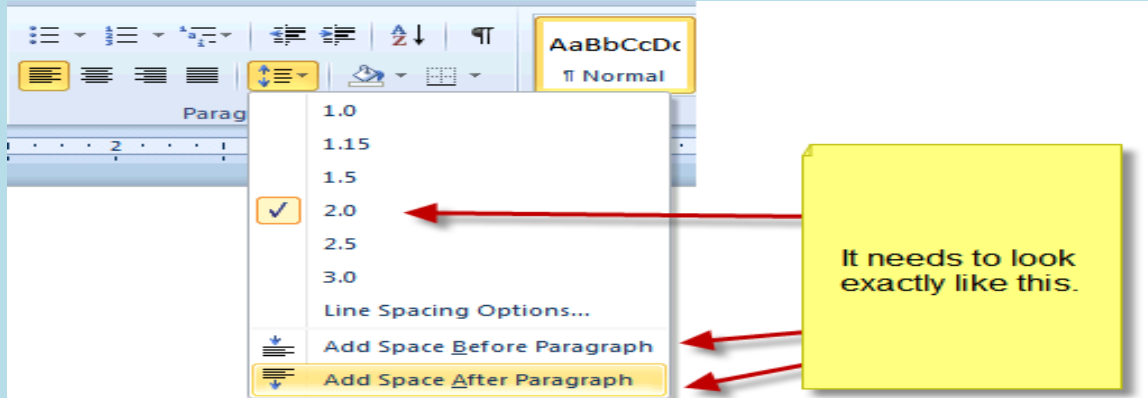 AaBbCcDc
¶ Normal
Parag
2
1.0
1.15
1.5
2.0
2.5
3.0
Line Spacing Options...
Add Space Before Paragraph
Add Space After Paragraph
It needs to look
exactly like this.